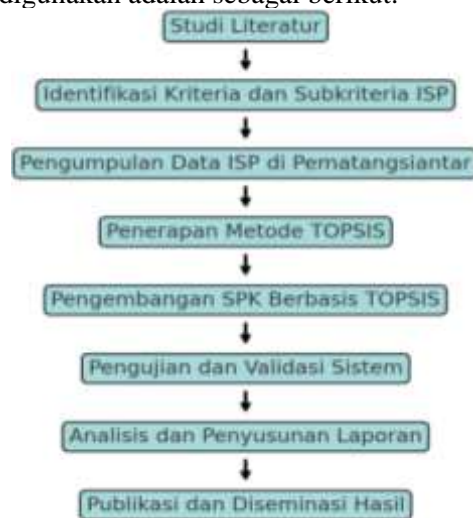 digunakan adalah sebagai berikut:
Studi Literatur
Identifikasi Kriteria dan Subkriteria ISP
Pengumpulan Data ISP di Pematangsiantar
Penerapan Metode TOPSIS
Pengembangan SPK Berbasis TOPSIS
Pengujian dan Validasi Sistem
Analisis dan Penyusunan Laporan
Publikasi dan Diseminasi Hasil